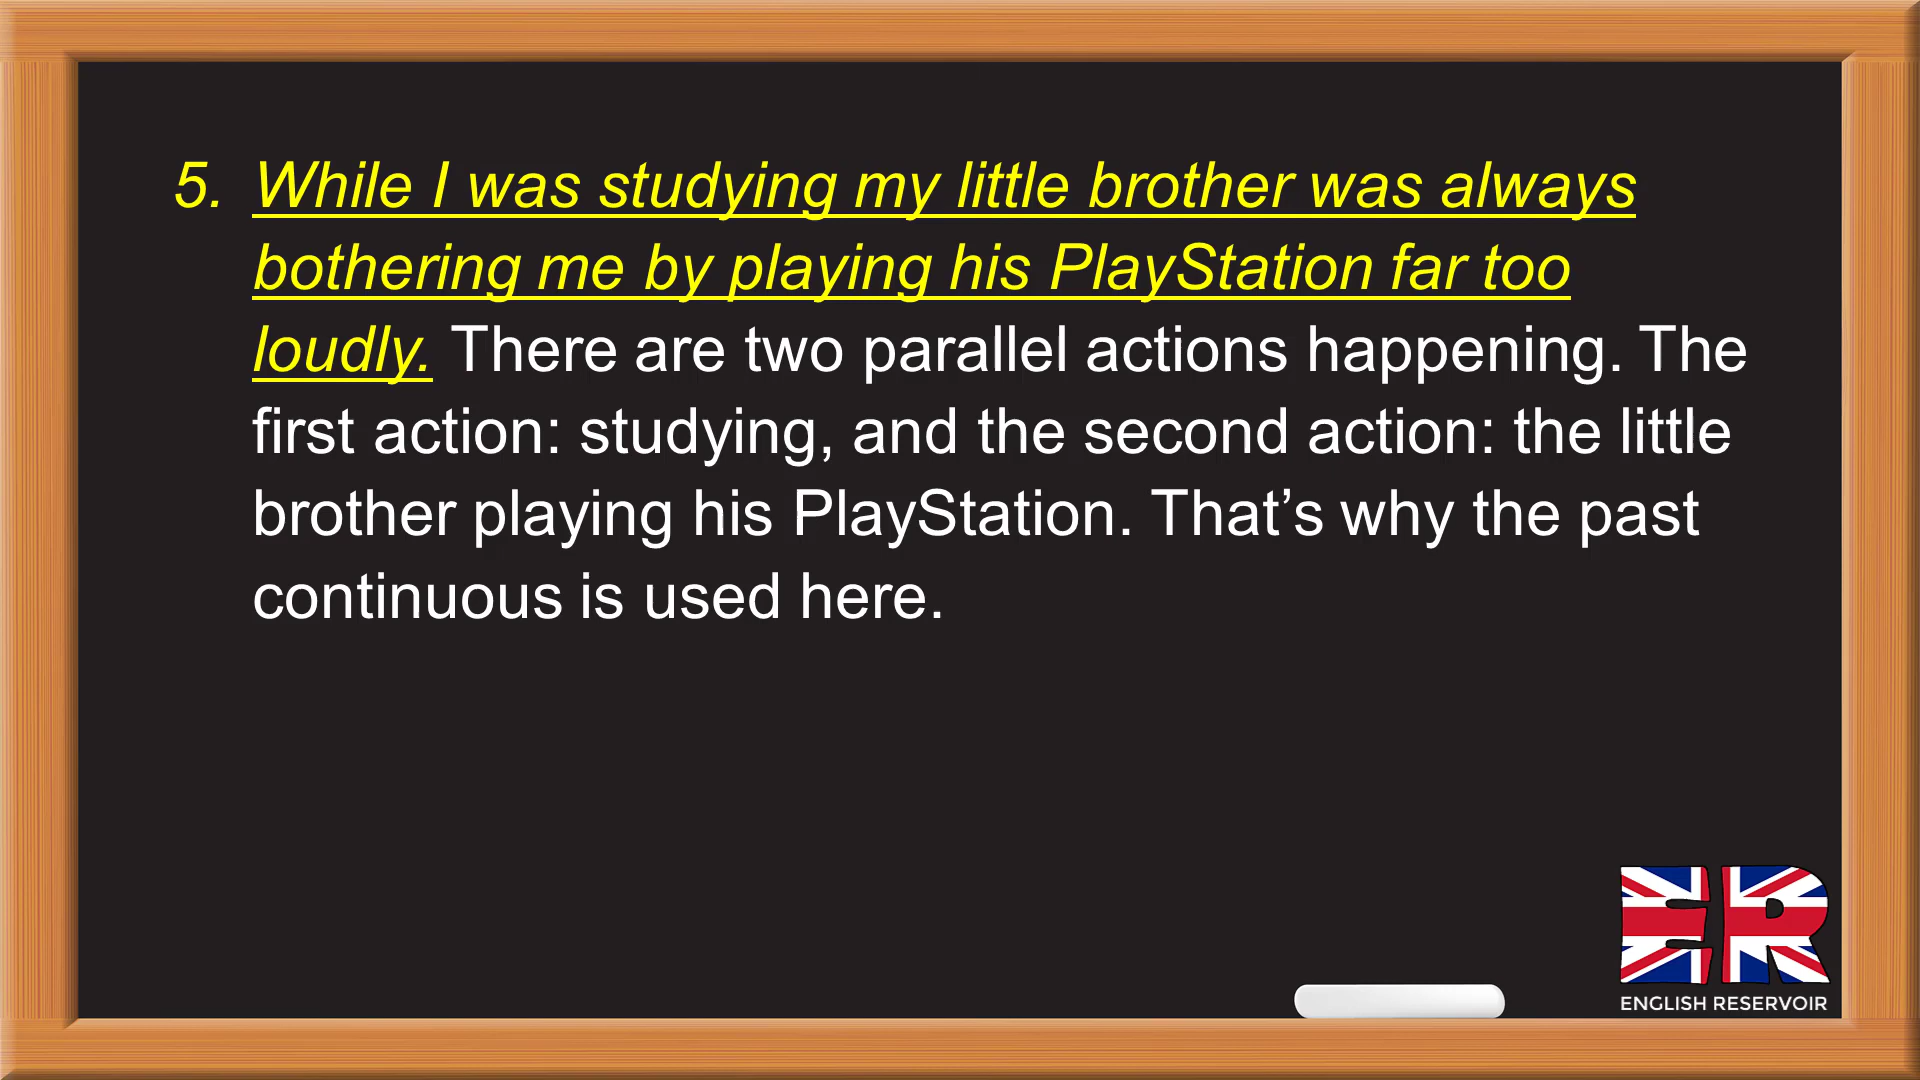 5. While I was studying my little brother was always
bothering me by playing his PlayStation far too
loudly. There are two parallel actions happening. The
first action: studying, and the second action: the little
brother playing his PlayStation. That’s why the past
continuous is used here.
ER
ENGLISH RESERVOIR